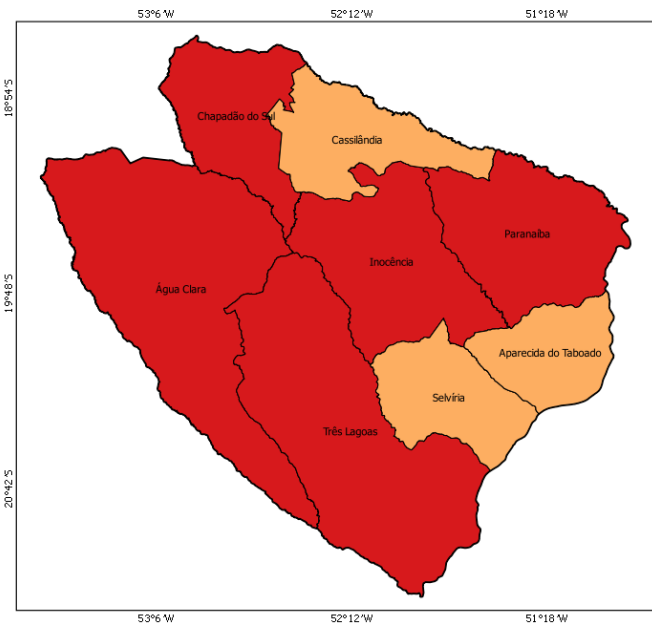 53°6´W 52°12´W 51°18´W
18°54´S
Chapadão do Sul
Cassilândia
Paranaíba
Inocência
Água Clara
19°48´S
Aparecida do Taboado
Selvíria
Três Lagoas
20°42´S
53°6´W 52°12´W 51°18´W